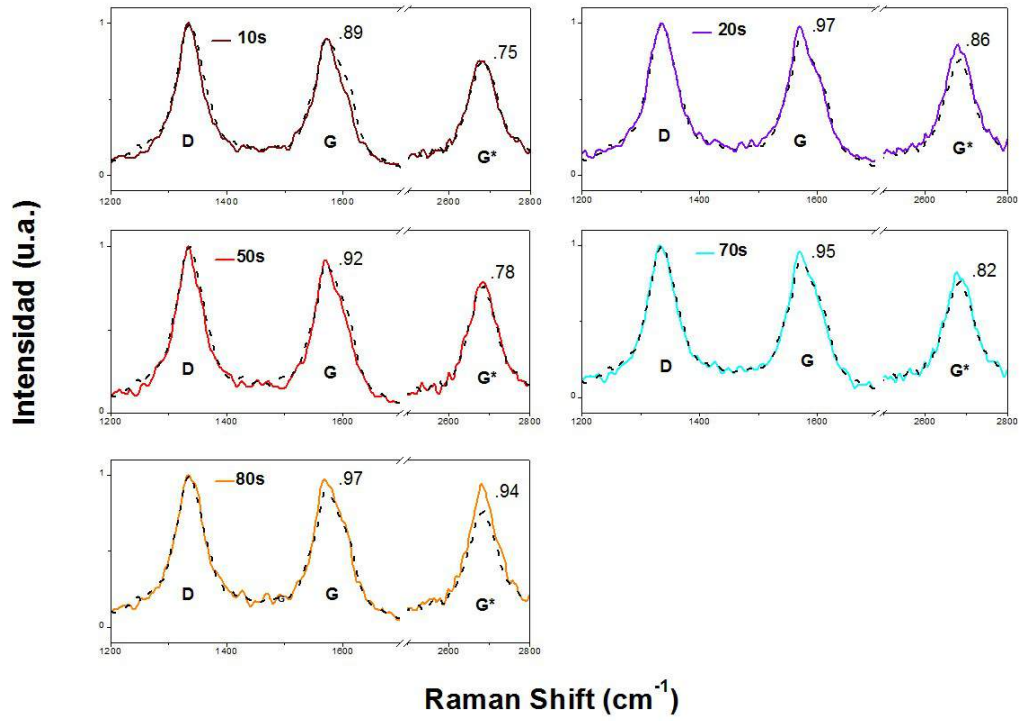 Intensidad (u.a.)
10s
.89
.75
D
G
G*
1
0
1200
1400
1600
2600
2800
20s
.97
.86
D
G
G*
1
0
1200
1400
1600
2600
2800
50s
.92
.78
D
G
G*
1
0
1200
1400
1600
2600
2800
70s
.95
.82
D
G
G*
1
0
1200
1400
1600
2600
2800
80s
.97
.94
D
G
G
G*
1
0
1200
1400
1600
2600
2800
Raman Shift (cm⁻¹)